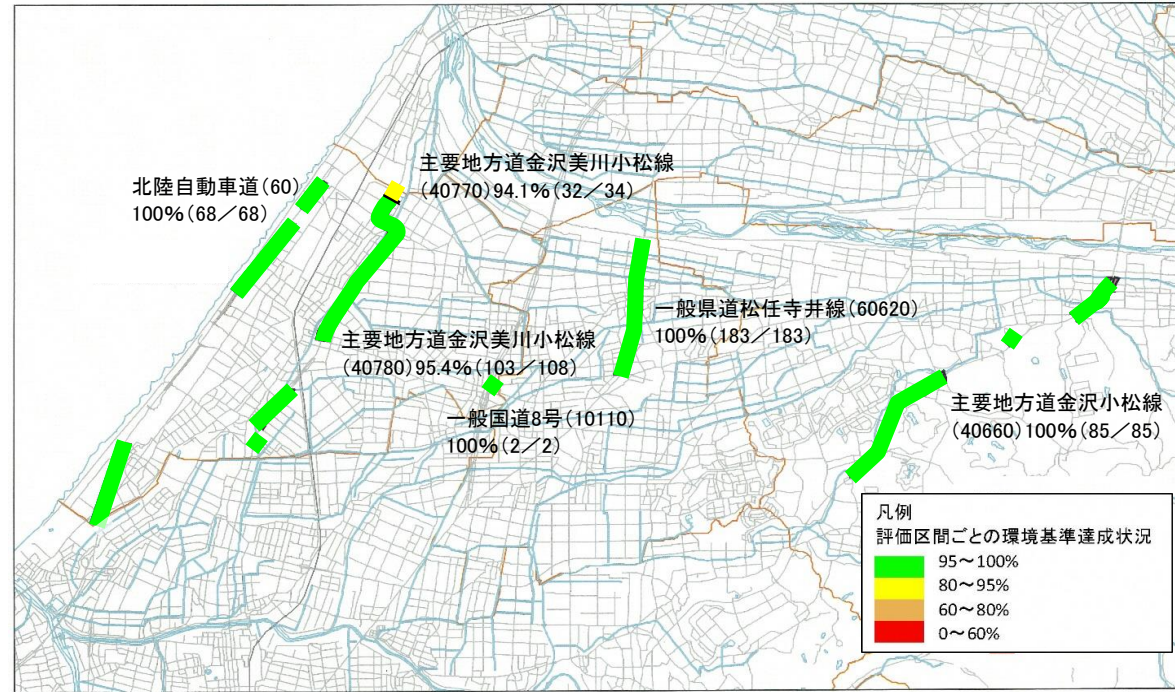 主要地方道金沢美川小松線
(40770)94.1%(32／34)
北陸自動車道(60)
100%(68／68)
一般県道松任寺井線(60620)
100%(183／183)
主要地方道金沢美川小松線
(40780)95.4%(103／108)
一般国道8号(10110)
100%(2／2)
主要地方道金沢小松線
(40660)100%(85／85)
凡例
評価区間ごとの環境基準達成状況
95～100%
80～95%
60～80%
0～60%